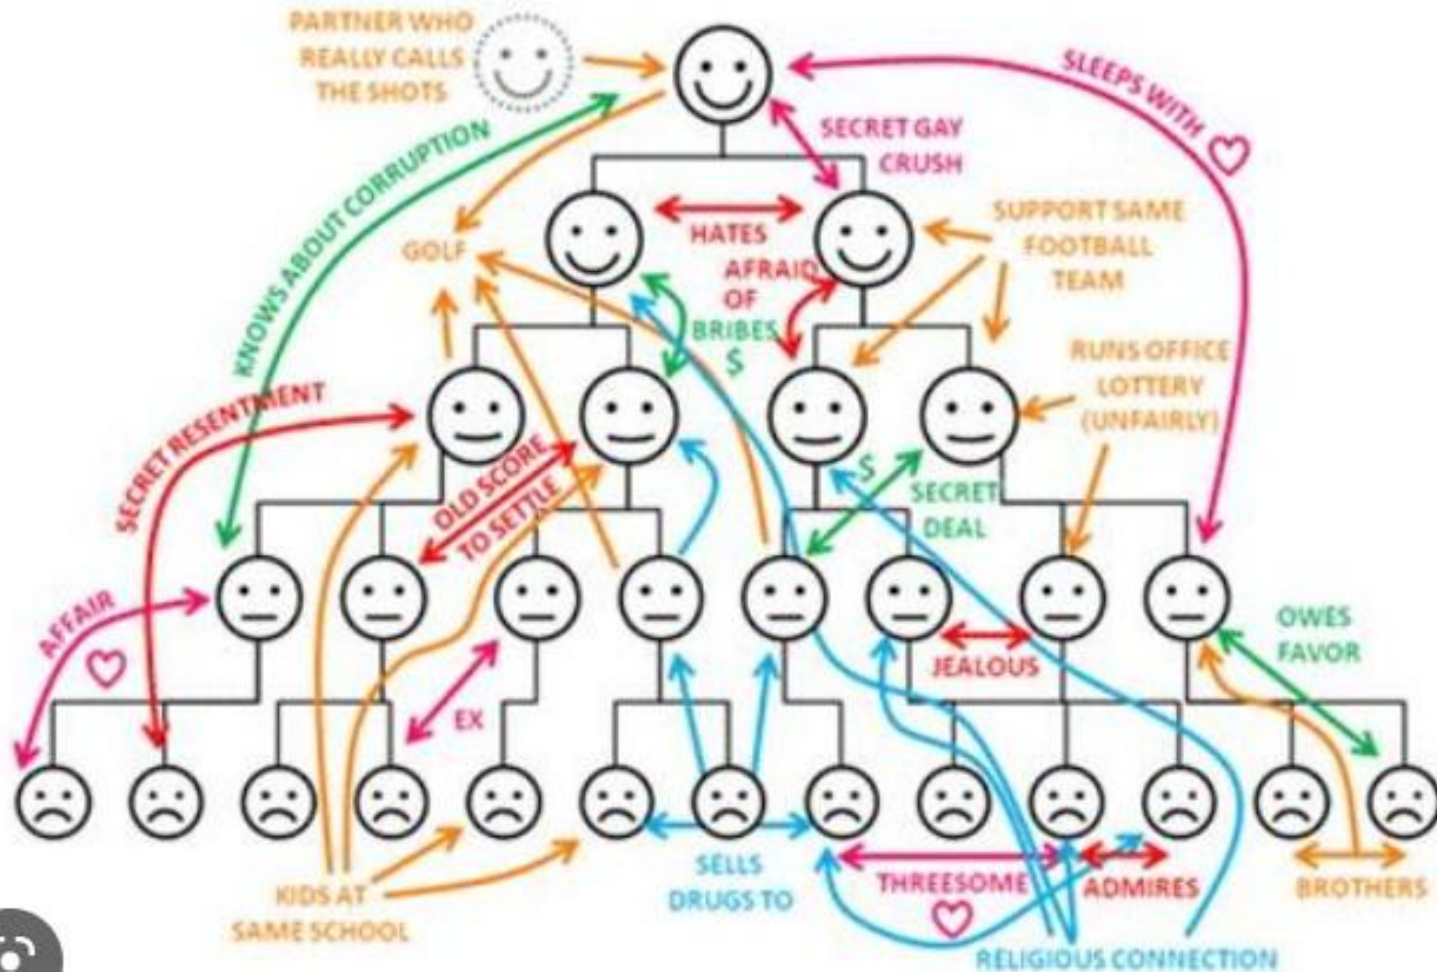 PARTNER WHO
REALLY CALLS
THE SHOTS
SLEEPS WITH
KNOWS ABOUT CORRUPTION
SECRET GAY
CRUSH
GOLF
HATES
SUPPORT SAME
FOOTBALL
TEAM
AFRAID
OF
BRIBES
$
RUNS OFFICE
LOTTERY
(UNFAIRLY)
SECRET RESENTMENT
OLD SCORE
TO SETTLE
$
SECRET
DEAL
AFFAIR
JEALOUS
OWES
FAVOR
EX
SELLS
DRUGS TO
THREESOME
ADMIRES
BROTHERS
KIDS AT
SAME SCHOOL
RELIGIOUS CONNECTION